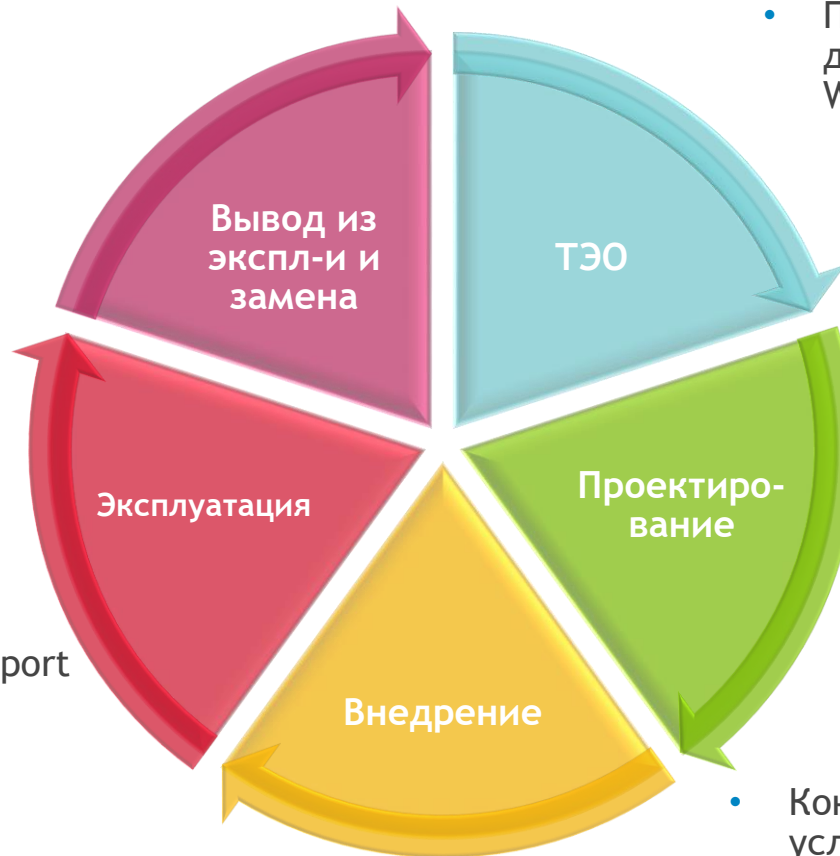 Вывод из
экспл-и и
замена
ТЭО
Эксплуатация
Проектиро-
вание
port
Внедрение